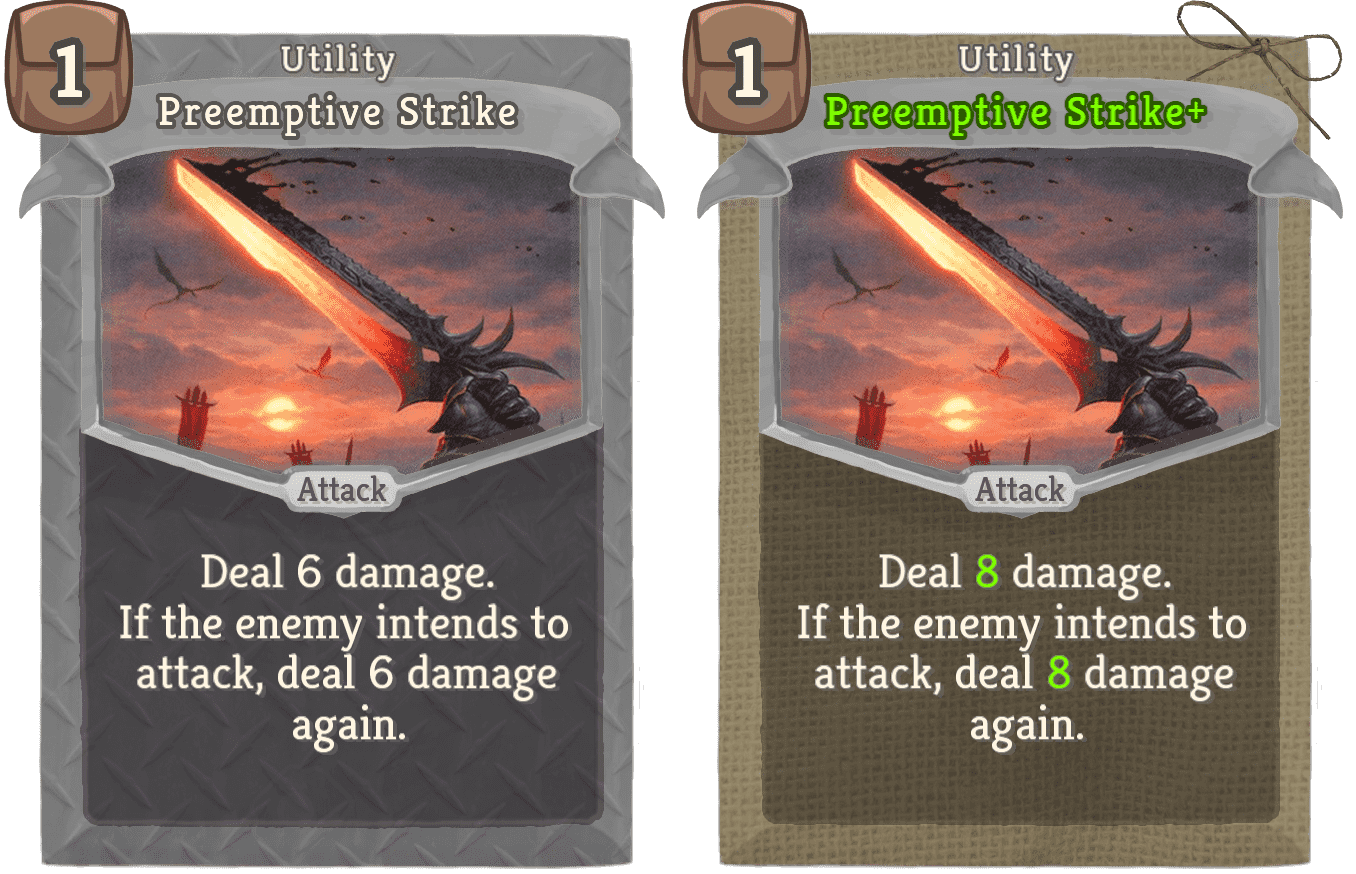 1
Utility
Preemptive Strike
Attack
Deal 6 damage.
If the enemy intends to
attack, deal 6 damage
again.
1
Utility
Preemptive Strike+
Attack
Deal 8 damage.
If the enemy intends to
attack, deal 8 damage
again.